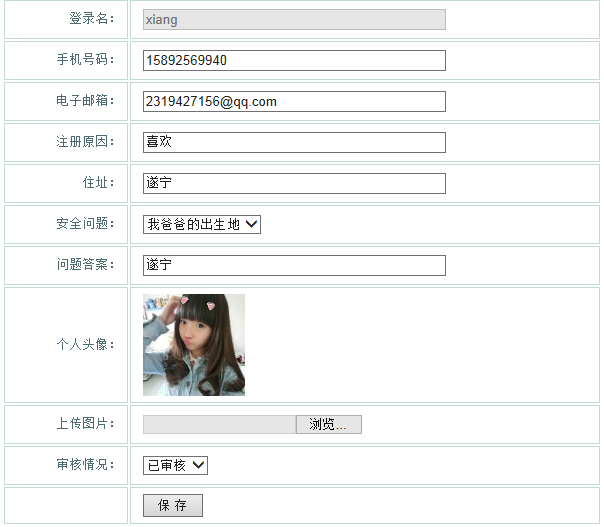 登录名： xiang
手机号码： 15892569940
电子邮箱： 2319427156@qq.com
注册原因： 喜欢
住址： 遂宁
安全问题： 我爸爸的出生地
问题答案： 遂宁
个人头像：
上传图片： 浏览...
审核情况： 已审核
保 存